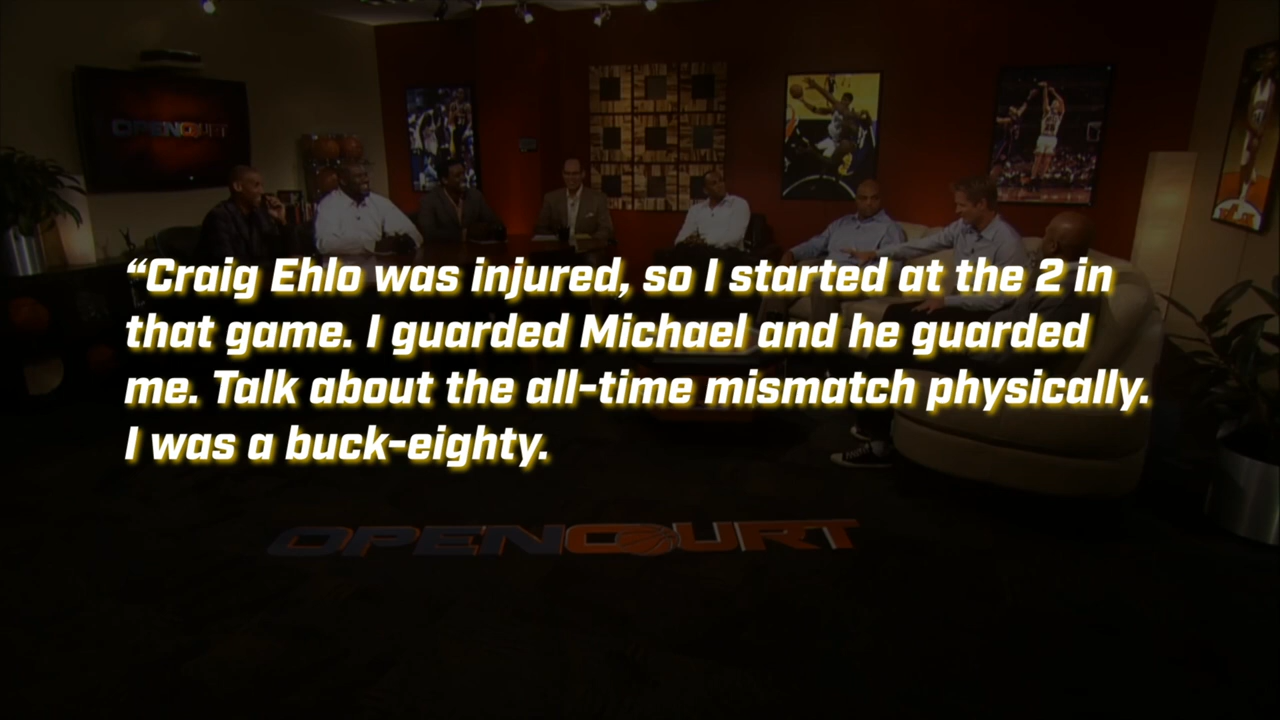 OPENCOURT
“Craig Ehlo was injured, so I started at the 2 in
that game. I guarded Michael and he guarded
me. Talk about the all-time mismatch physically.
I was a buck-eighty.
OPENCOURT